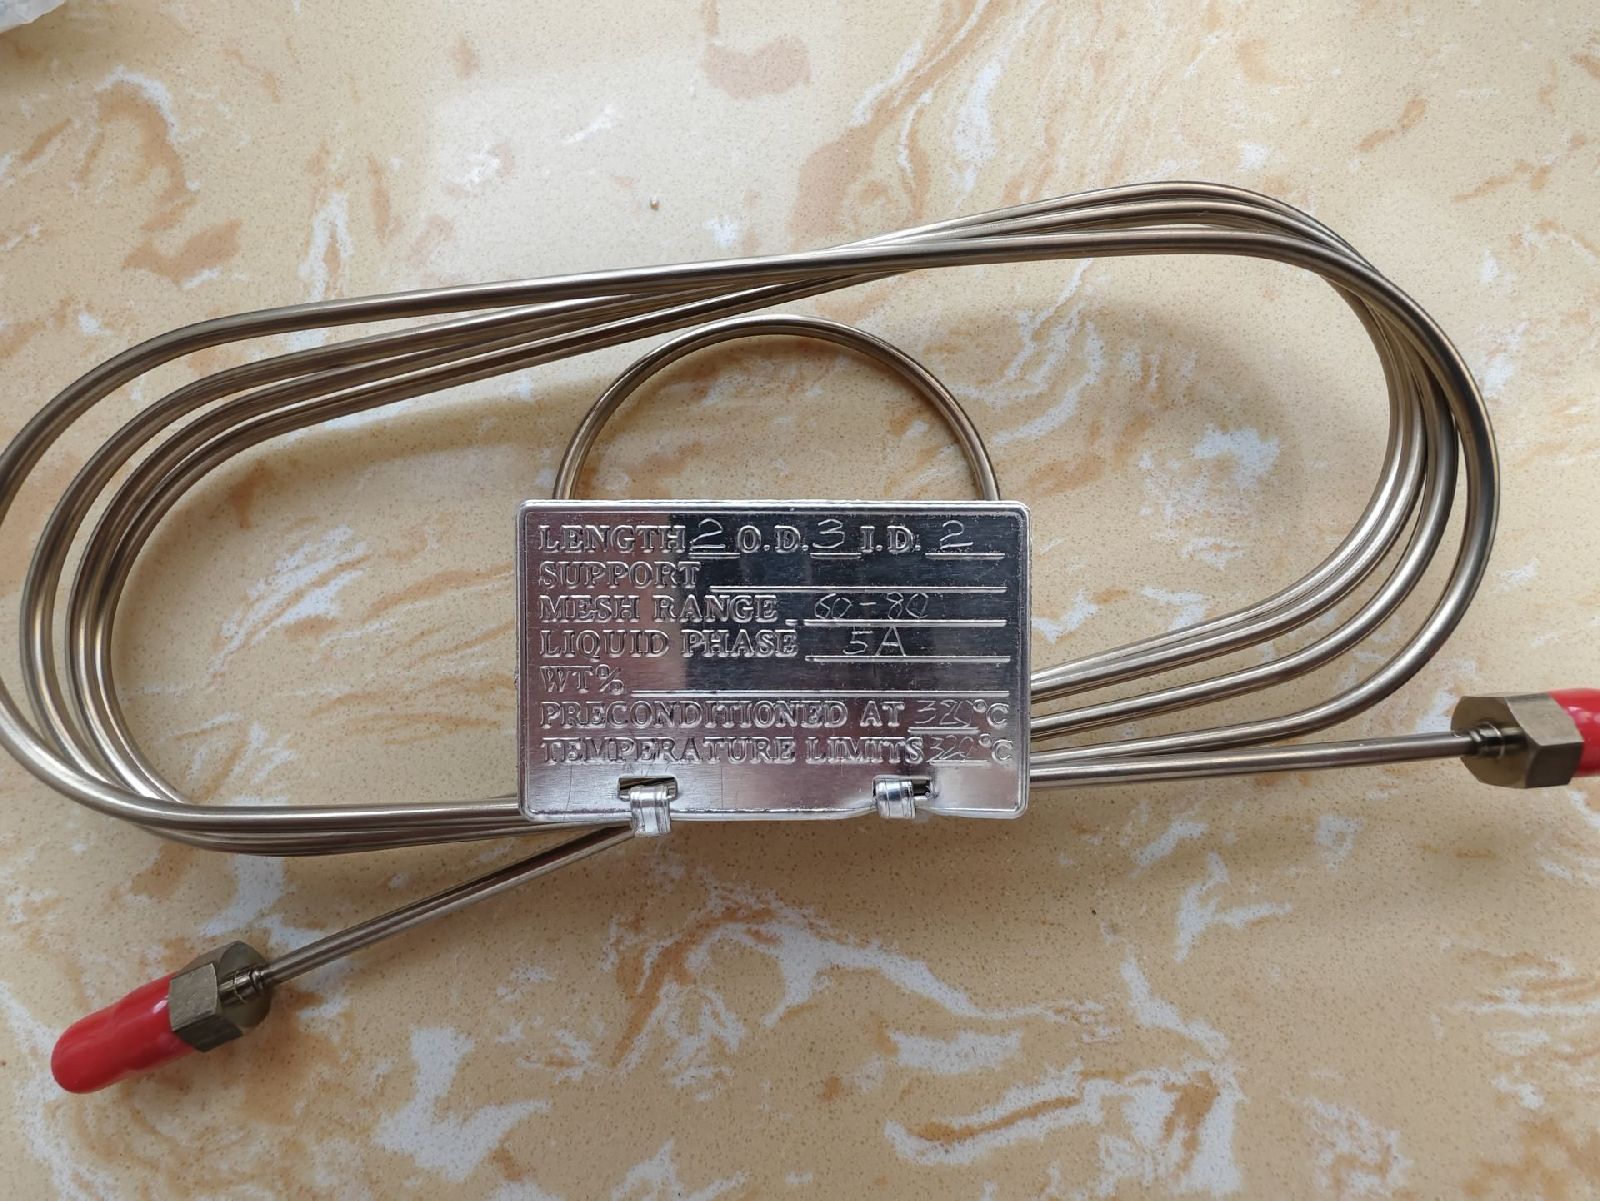 LENGTH 2 O.D. 3 I.D. 2
SUPPORT
MESH RANGE 60-80
LIQUID PHASE 5A
WT%
PRECONDITIONED AT 320°C
TEMPERATURE LIMITS 320°C